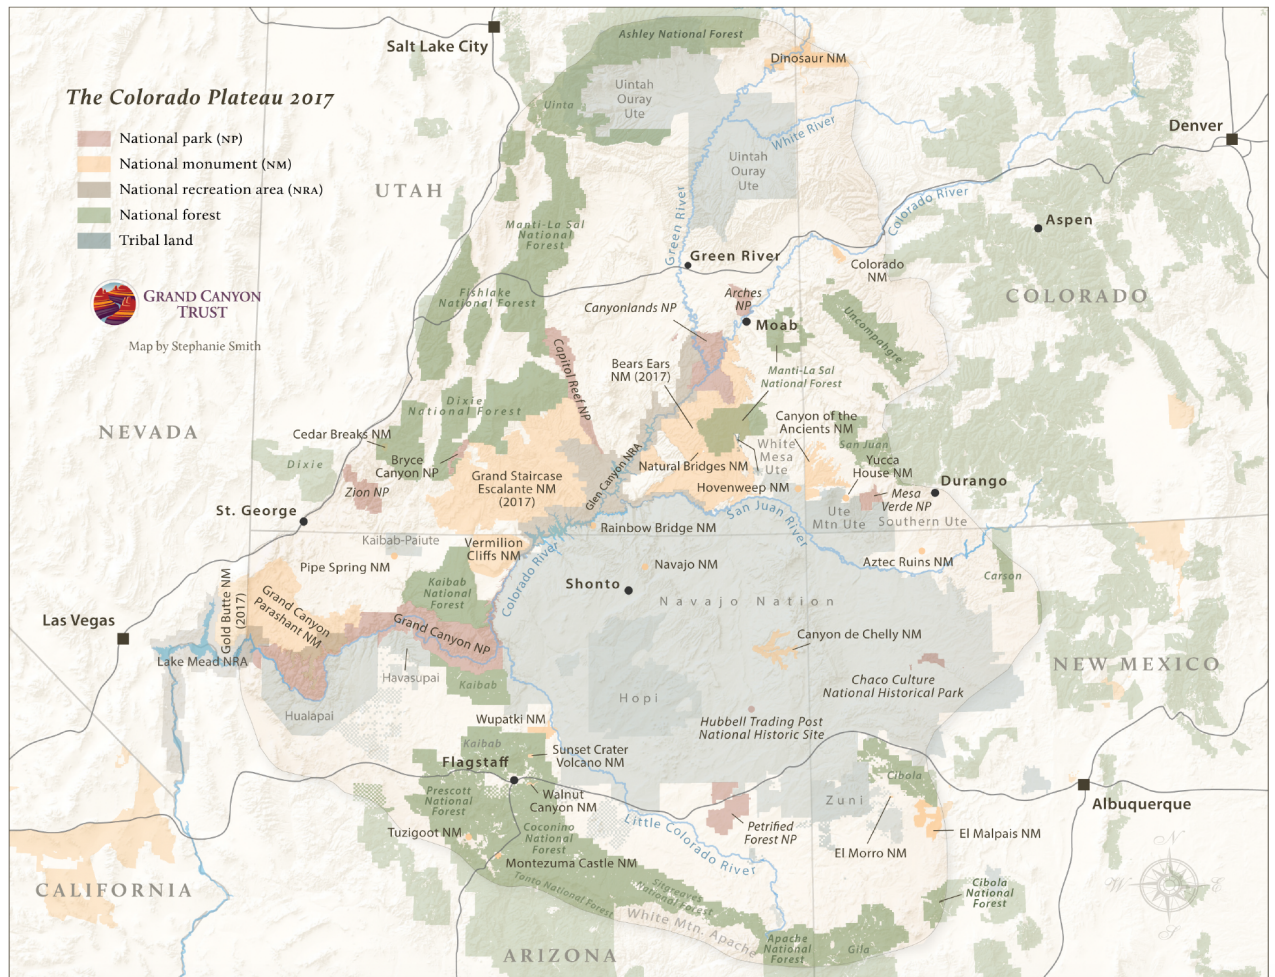 Ashley National Forest
Salt Lake City
Dinosaur NM
The Colorado Plateau 2017
Uintah
Ouray
Ute
Uinta
National park (NP)
National monument (NM)
National recreation area (NRA)
National forest
Tribal land
White River
Denver
Uintah
Ouray
Ute
UTAH
Green River
Colorado River
Aspen
Manti-La Sal
National
Forest
Green River
Colorado
NM
GRAND CANYON
TRUST
Map by Stephanie Smith
Fishlake
National Forest
Canyonlands NP
Arches
NP
COLORADO
Moab
Uncompahgre
Capitol Reef NP
Bears Ears
NM (2017)
Manti-La Sal
National Forest
Dixie
National Forest
NEVADA
Cedar Breaks NM
Canyon of the
Ancients NM
San Juan
Bryce
Canyon NP
Dixie
White
Mesa
Ute
Yucca
House NM
Natural Bridges NM
Grand Staircase
Escalante NM
(2017)
Glen Canyon NRA
Zion NP
Hovenweep NM
Mesa
Verde NP
Durango
St. George
San Juan River
Ute
Mtn Ute
Southern Ute
Rainbow Bridge NM
Kaibab-Paiute
Vermilion
Cliffs NM
Pipe Spring NM
Colorado River
Navajo NM
Aztec Ruins NM
Carson
Kaibab
National
Forest
Shonto
Navajo Nation
Gold Butte NM
(2017)
Grand Canyon
Parashant NM
Las Vegas
Grand Canyon NP
Canyon de Chelly NM
Lake Mead NRA
Havasupai
NEW MEXICO
Chaco Culture
National Historical Park
Kaibab
Hopi
Hualapai
Wupatki NM
Hubbell Trading Post
National Historic Site
Kaibab
Sunset Crater
Volcano NM
Flagstaff
Cibola
Prescott
National
Forest
Walnut
Canyon NM
Zuni
Albuquerque
Little Colorado River
Petrified
Forest NP
Tuzigoot NM
Coconino
National
Forest
El Malpais NM
El Morro NM
N
Montezuma Castle NM
CALIFORNIA
Tonto National Forest
Sitgreaves
National Forest
Cibola
National
Forest
W
E
S
White Mtn. Apache
ARIZONA
Apache
National
Forest
Gila